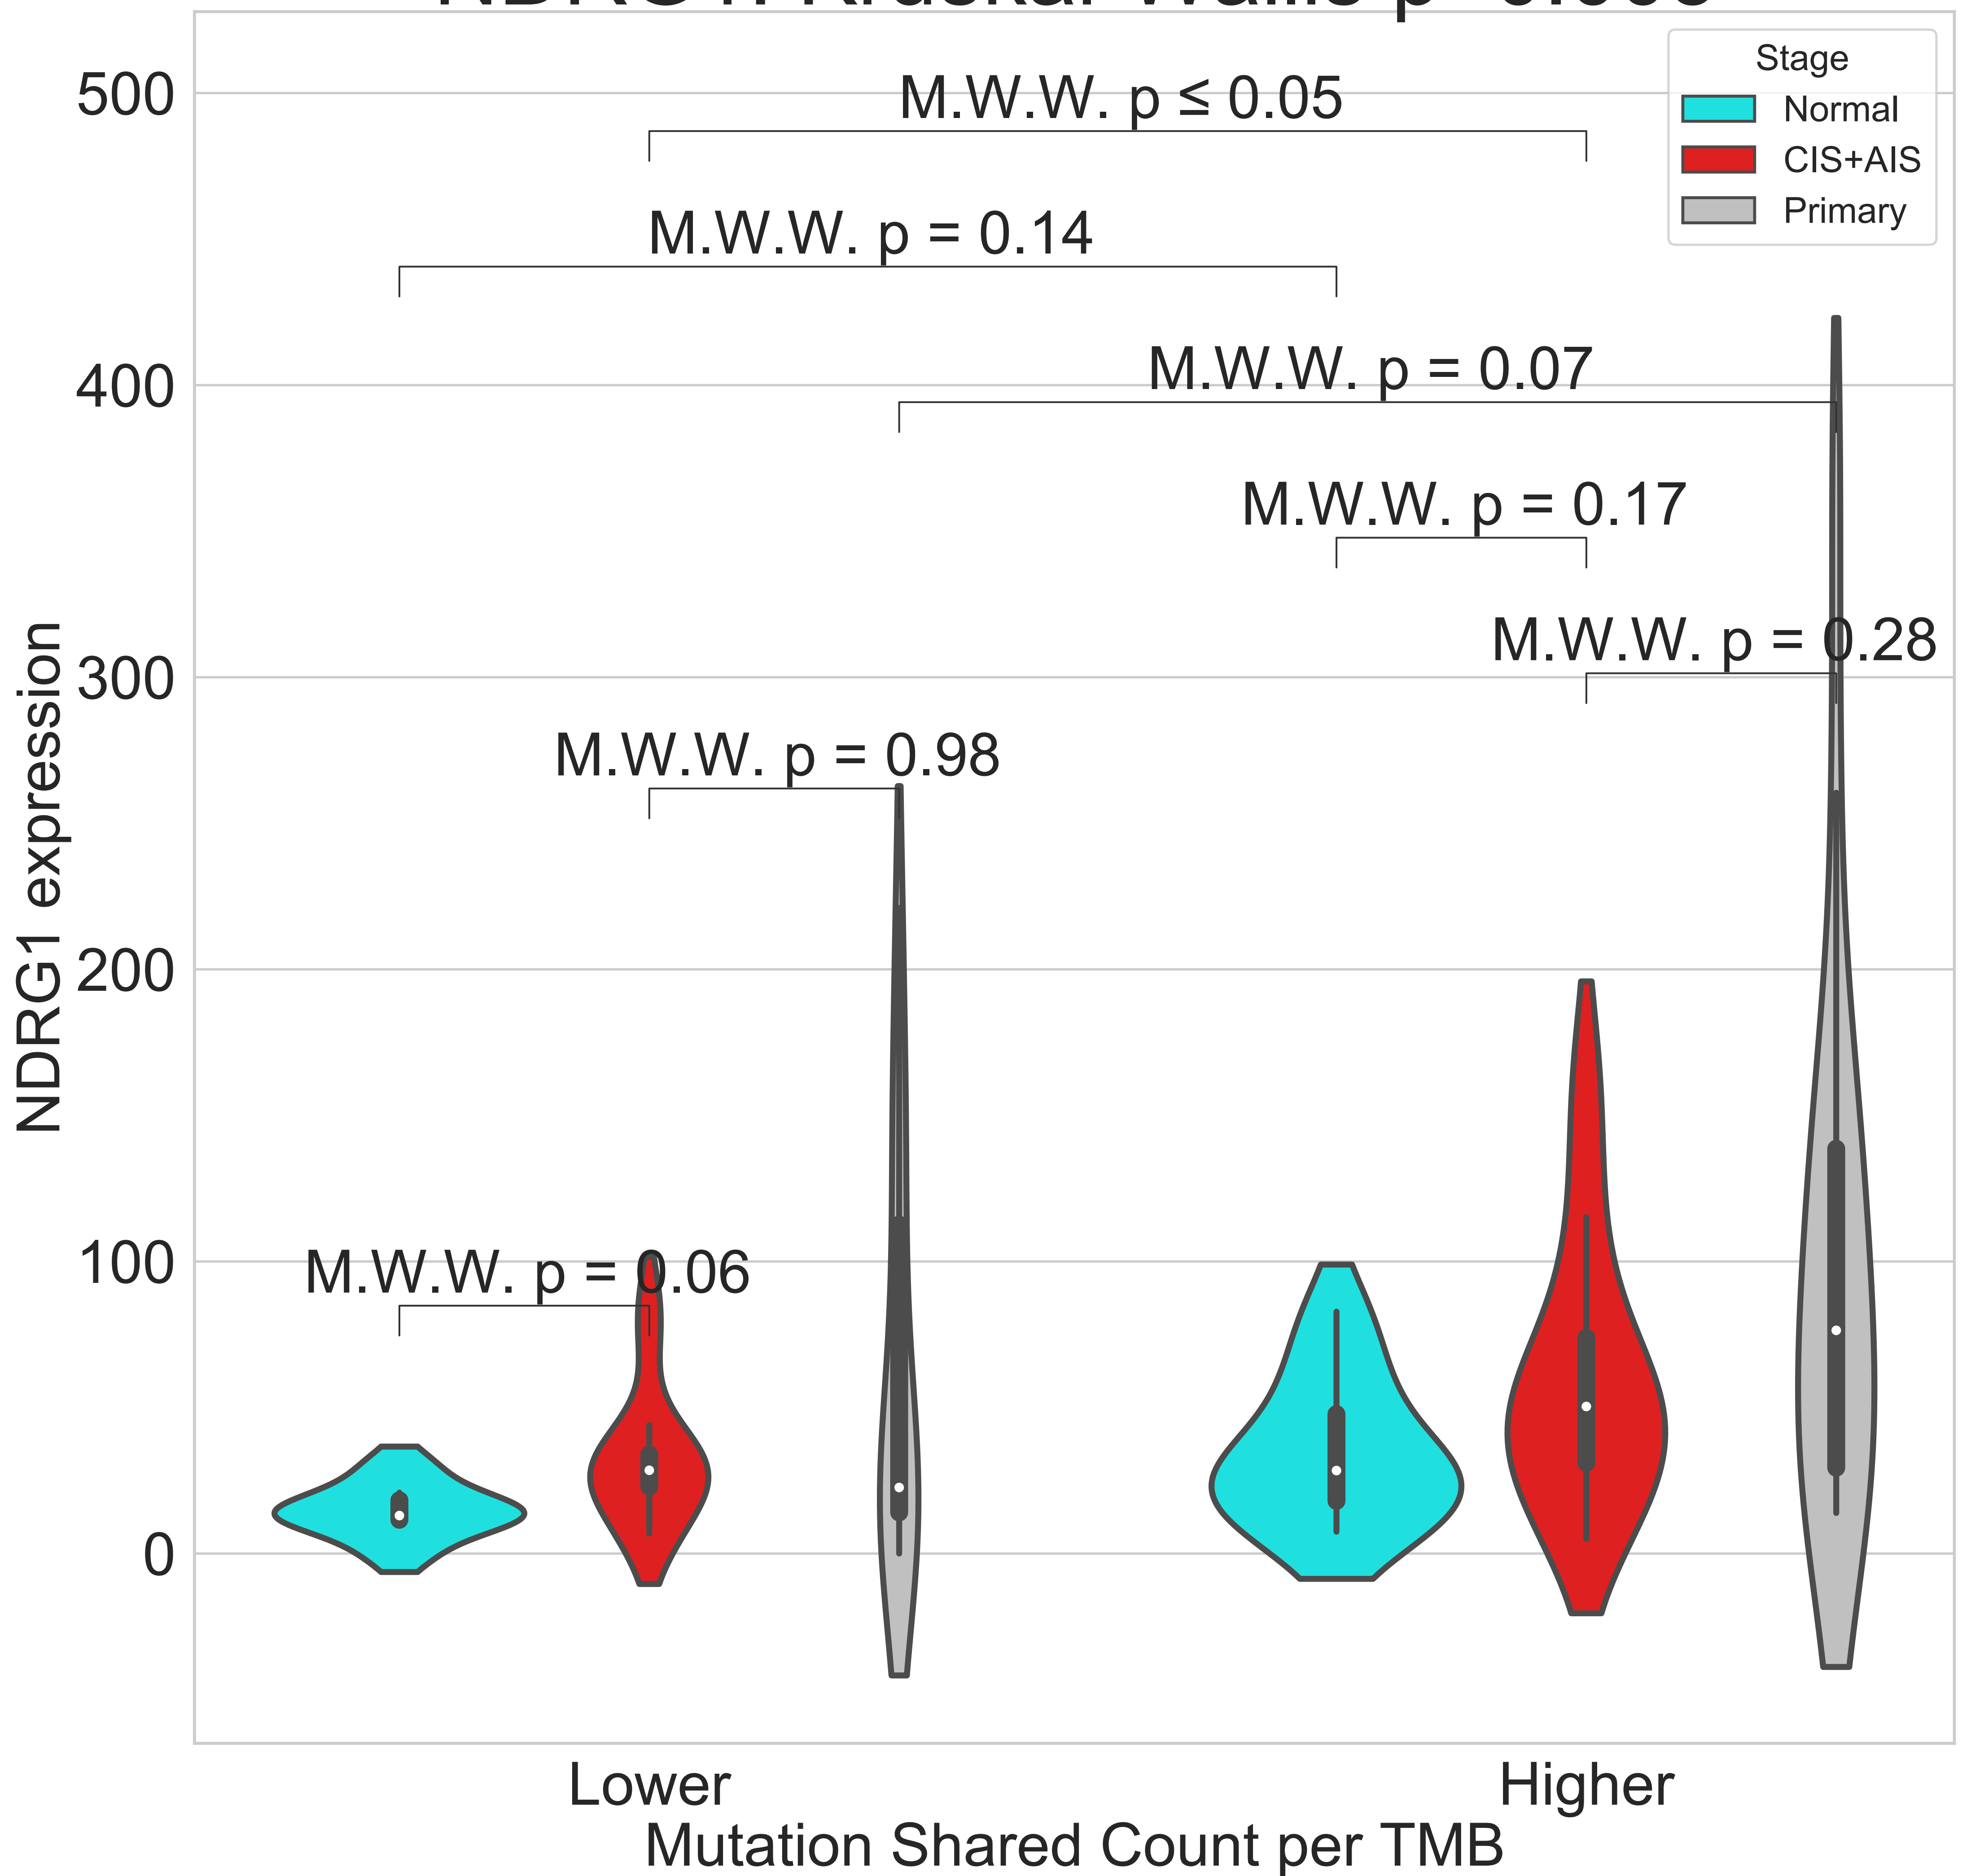 500
M.W.W. p ≤ 0.05
Stage
Normal
CIS+AIS
Primary
M.W.W. p = 0.14
400
M.W.W. p = 0.07
M.W.W. p = 0.17
300
M.W.W. p = 0.28
M.W.W. p = 0.98
NDRG1 expression
200
100
M.W.W. p = 0.06
0
Lower
Higher
Mutation Shared Count per TMB